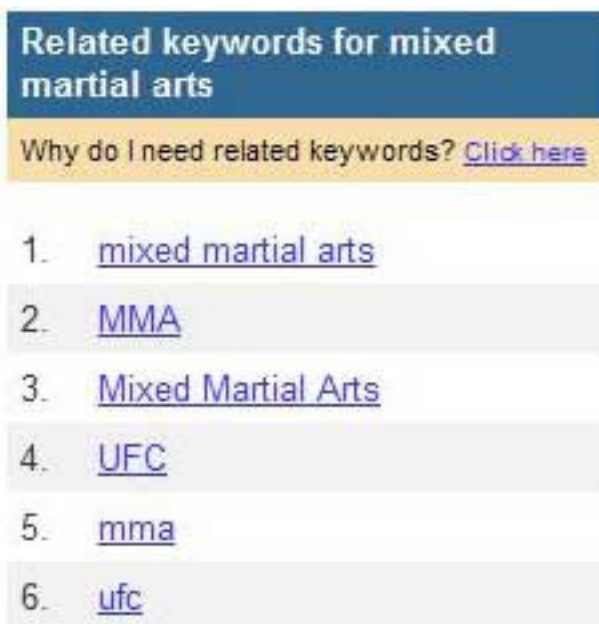 Related keywords for mixed
martial arts
Why do I need related keywords? Click here
1. mixed martial arts
2. MMA
3. Mixed Martial Arts
4. UFC
5. mma
6. ufc